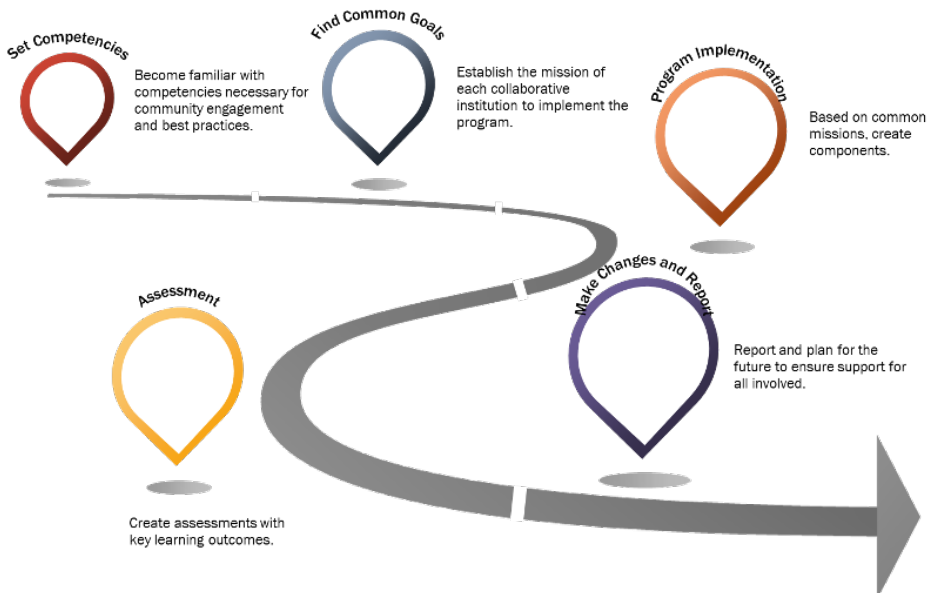 Set Competencies
Become familiar with
competencies necessary for
community engagement
and best practices.
Find Common Goals
Establish the mission of
each collaborative
institution to implement the
program.
Program Implementation
Based on common
missions, create
components.
Assessment
Create assessments with
key learning outcomes.
Make Changes and Report
Report and plan for the
future to ensure support for
all involved.